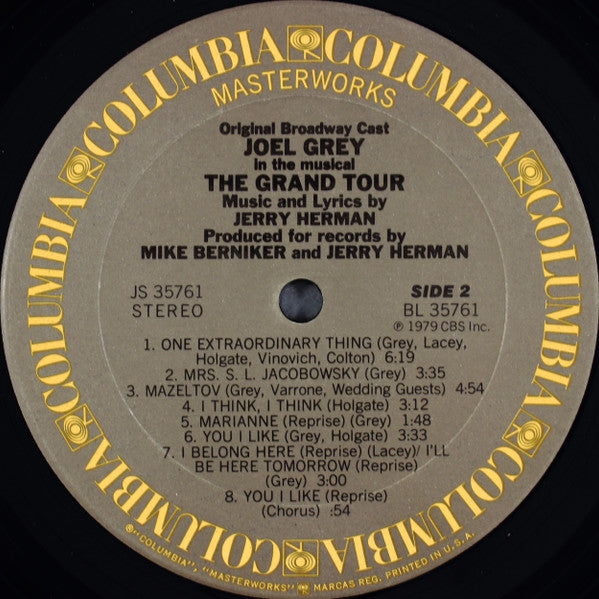 COLUMBIA COLUMBIA COLUMBIA COLUMBIA COLUMBIA COLUMBIA
MASTERWORKS
Original Broadway Cast
JOEL GREY
in the musical
THE GRAND TOUR
Music and Lyrics by
JERRY HERMAN
Produced for records by
MIKE BERNIKER and JERRY HERMAN
JS 35761
STEREO
SIDE 2
BL 35761
℗ 1979 CBS Inc.
1. ONE EXTRAORDINARY THING (Grey, Lacey,
Holgate, Vinovich, Colton) 6:19
2. MRS. S. L. JACOBOWSKY (Grey) 3:35
3. MAZELTOV (Grey, Varrone, Wedding Guests) 4:54
4. I THINK, I THINK (Holgate) 3:12
5. MARIANNE (Reprise) (Grey) 1:48
6. YOU I LIKE (Grey, Holgate) 3:33
7. I BELONG HERE (Reprise) (Lacey)/ I'LL
BE HERE TOMORROW (Reprise)
(Grey) 3:00
8. YOU I LIKE (Reprise)
(Chorus) :54
®"COLUMBIA", "MASTERWORKS" MARCAS REG. PRINTED IN U.S.A.